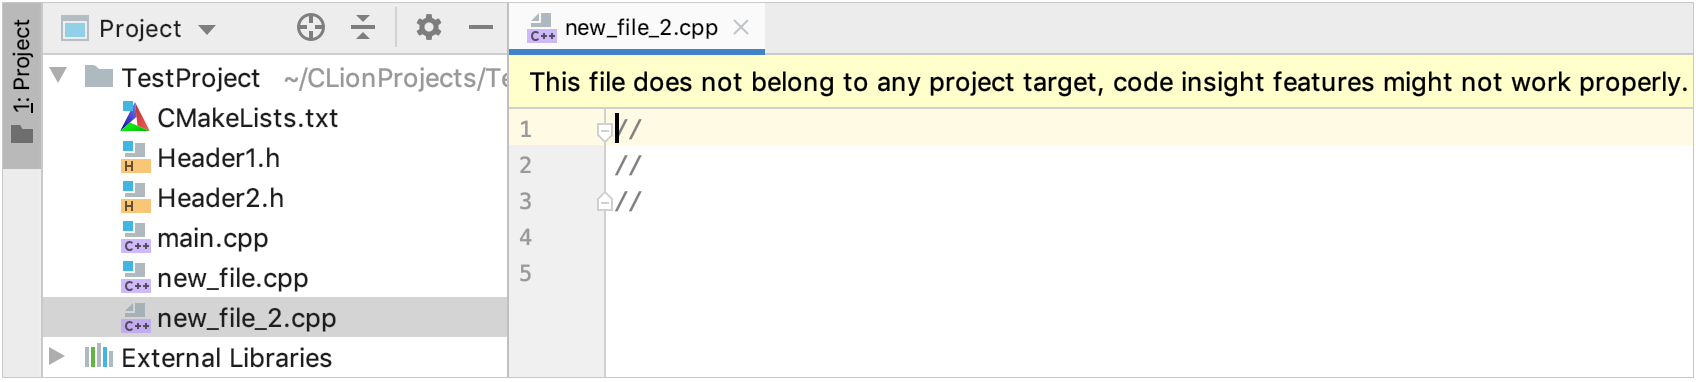 1: Project
Project
TestProject ~/CLionProjects/Te
CMakeLists.txt
H Header1.h
H Header2.h
C++ main.cpp
C++ new_file.cpp
C++ new_file_2.cpp
External Libraries
C++ new_file_2.cpp
This file does not belong to any project target, code insight features might not work properly.
1 //
2 //
3 //
4
5